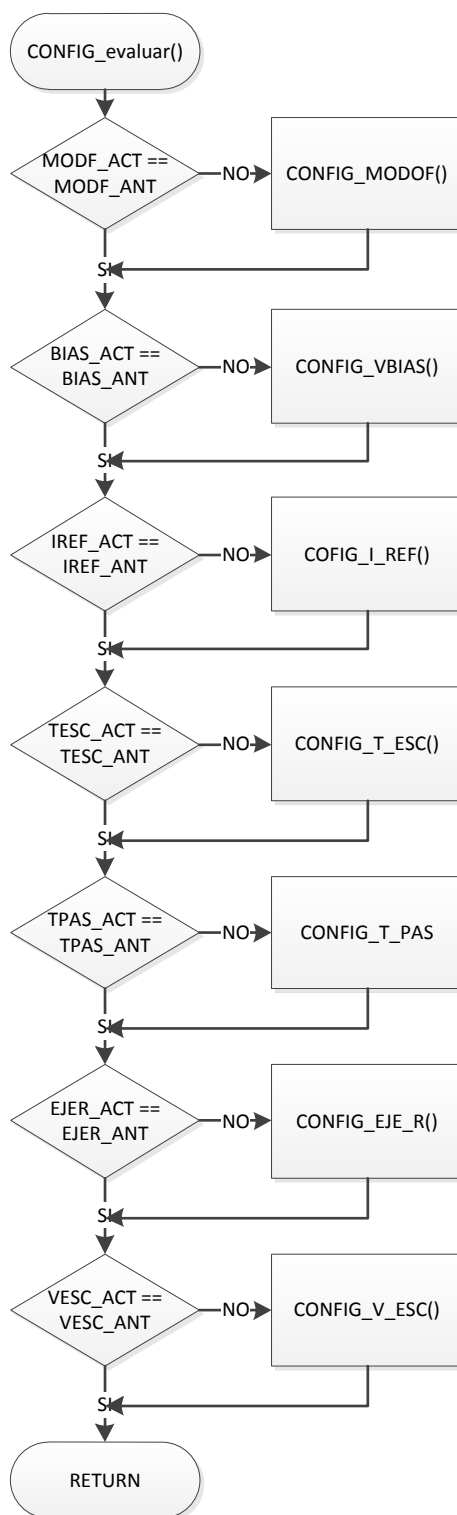 CONFIG_evaluar()
MODF_ACT ==
MODF_ANT
NO
CONFIG_MODOF()
SI
BIAS_ACT ==
BIAS_ANT
NO
CONFIG_VBIAS()
SI
IREF_ACT ==
IREF_ANT
NO
COFIG_I_REF()
SI
TESC_ACT ==
TESC_ANT
NO
CONFIG_T_ESC()
SI
TPAS_ACT ==
TPAS_ANT
NO
CONFIG_T_PAS
SI
EJER_ACT ==
EJER_ANT
NO
CONFIG_EJE_R()
SI
VESC_ACT ==
VESC_ANT
NO
CONFIG_V_ESC()
SI
RETURN